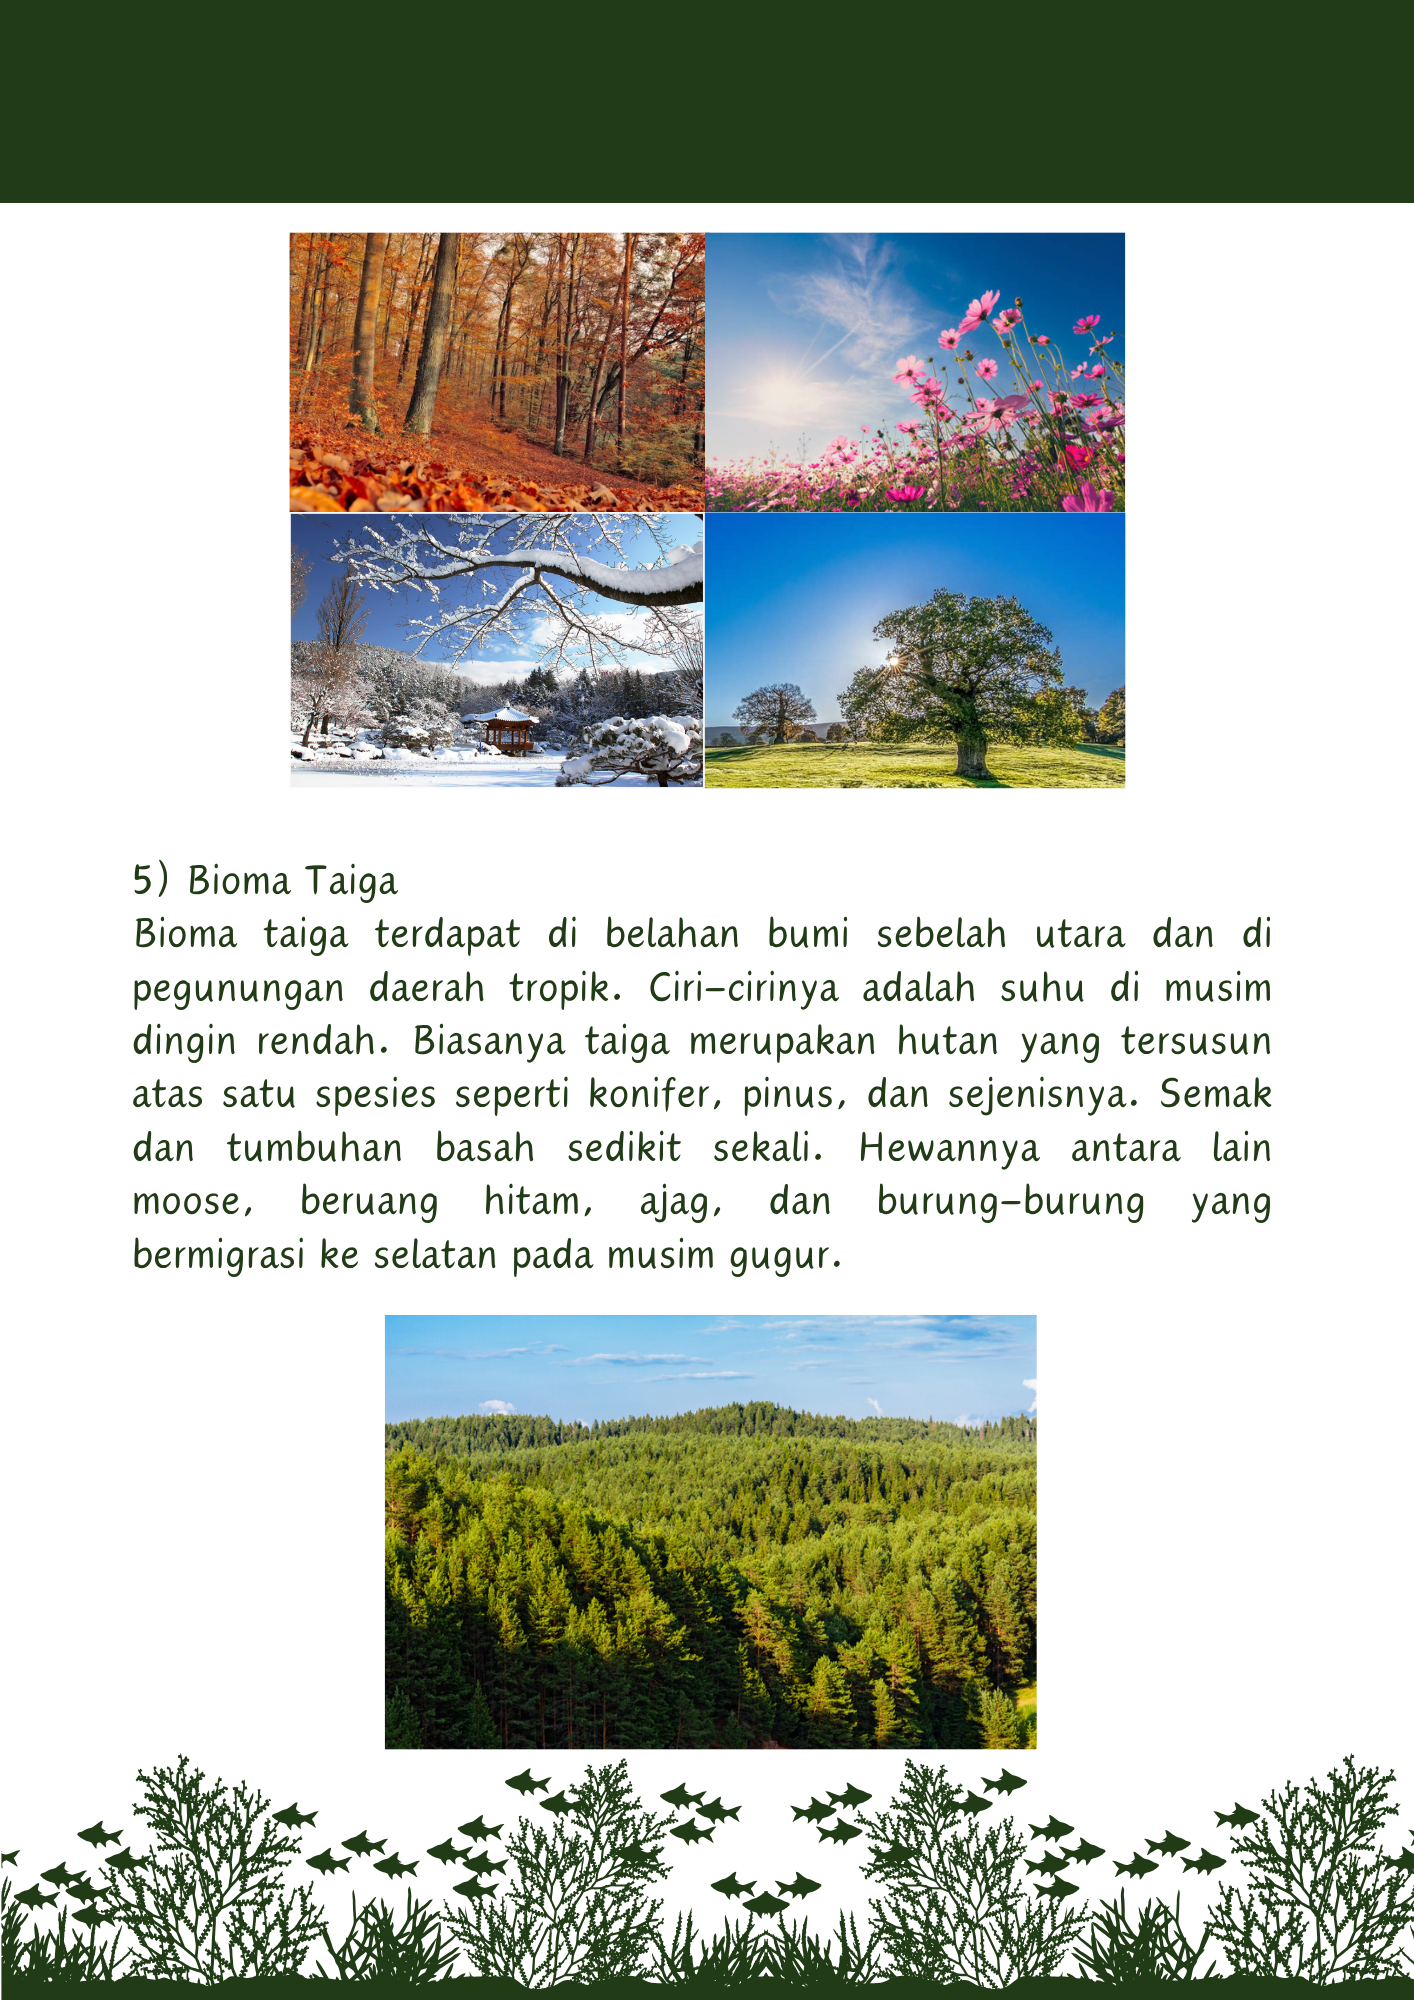 5) Bioma Taiga
Bioma taiga terdapat di belahan bumi sebelah utara dan di
pegunungan daerah tropik. Ciri-cirinya adalah suhu di musim
dingin rendah. Biasanya taiga merupakan hutan yang tersusun
atas satu spesies seperti konifer, pinus, dan sejenisnya. Semak
dan tumbuhan basah sedikit sekali. Hewannya antara lain
moose, beruang hitam, ajag, dan burung-burung yang
bermigrasi ke selatan pada musim gugur.